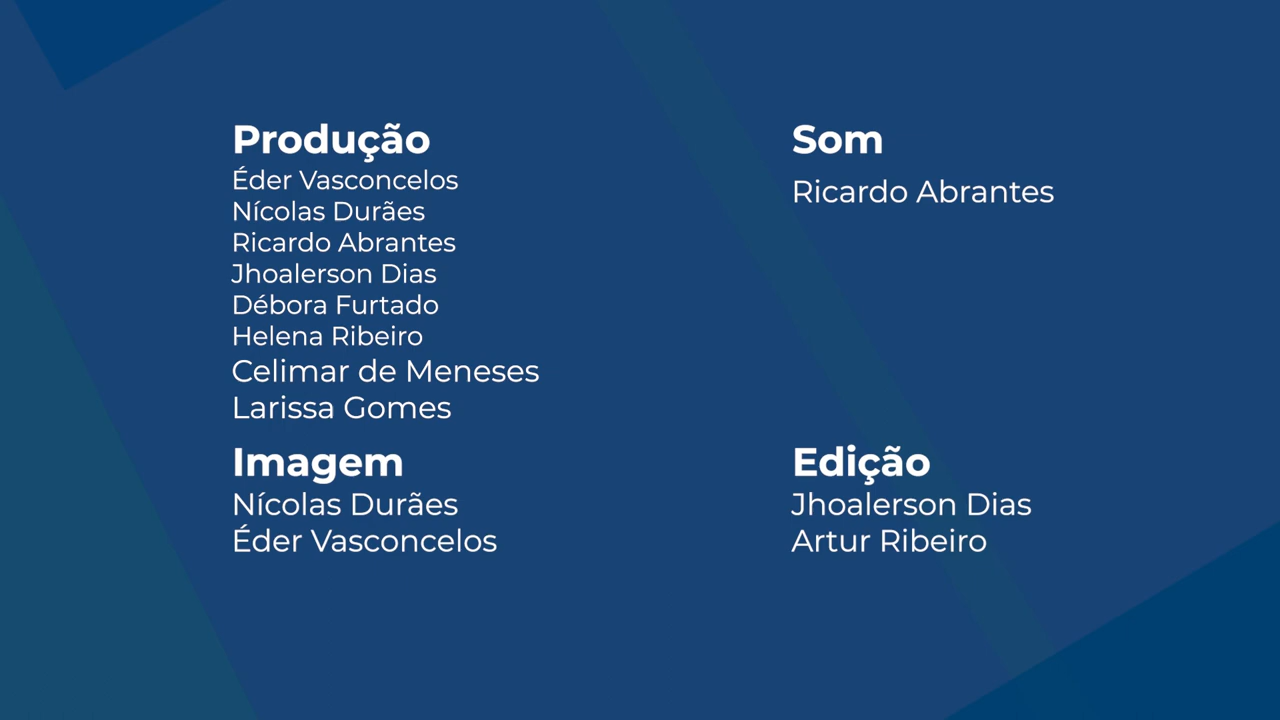 Produção
Éder Vasconcelos
Nícolas Durães
Ricardo Abrantes
Jhoalerson Dias
Débora Furtado
Helena Ribeiro
Celimar de Meneses
Larissa Gomes
Som
Ricardo Abrantes
Imagem
Nícolas Durães
Éder Vasconcelos
Edição
Jhoalerson Dias
Artur Ribeiro